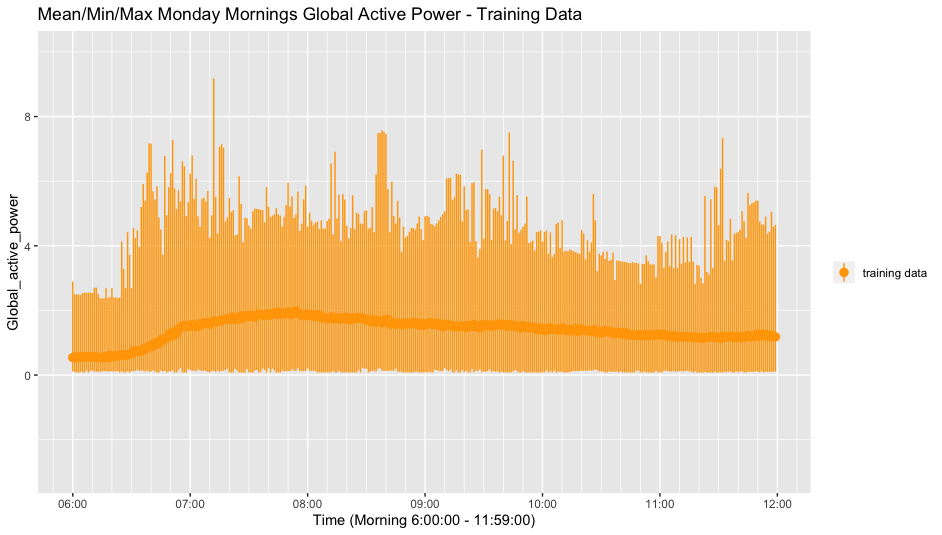 Mean/Min/Max Monday Mornings Global Active Power - Training Data
Global_active_power
8
4
0
06:00 07:00 08:00 09:00 10:00 11:00 12:00
Time (Morning 6:00:00 - 11:59:00)
training data